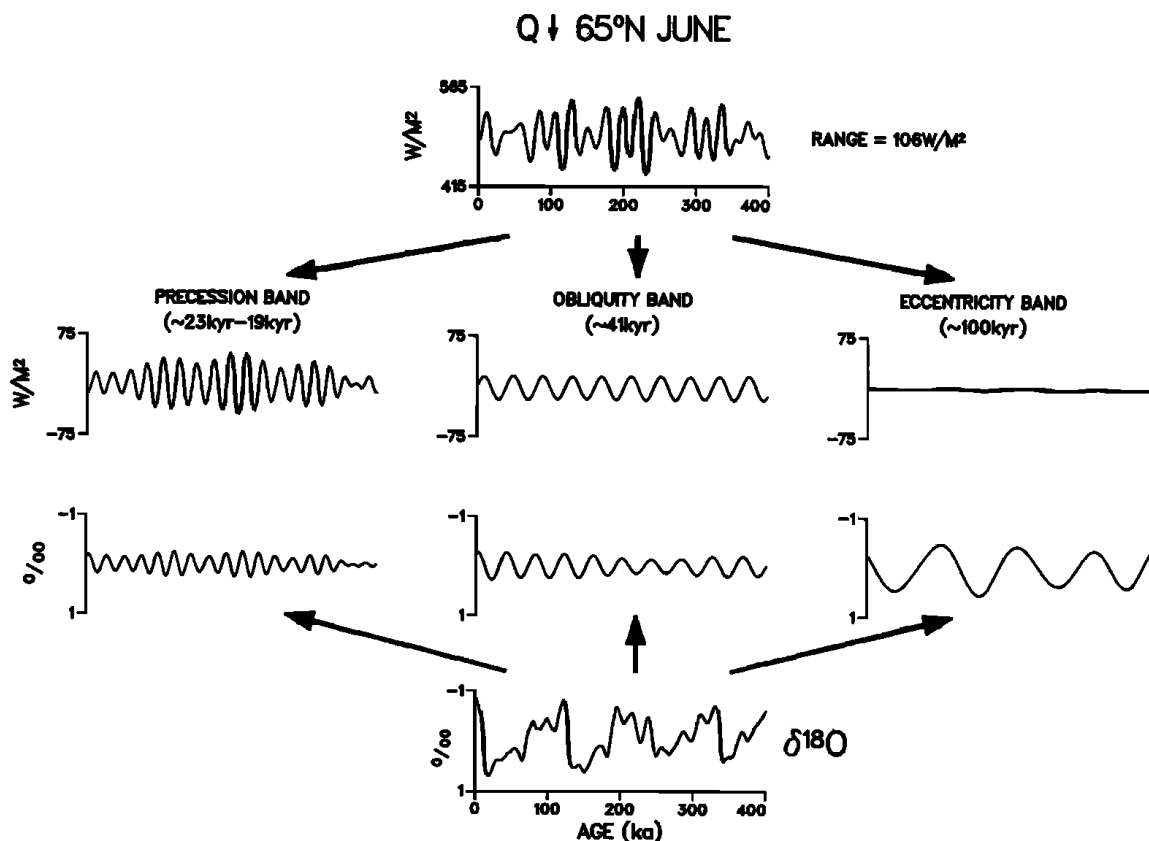 Q ↓ 65°N JUNE
565
W/M²
415
0 100 200 300 400
RANGE = 106W/M²
PRECESSION BAND
(~23kyr-19kyr)
OBLIQUITY BAND
(~41kyr)
ECCENTRICITY BAND
(~100kyr)
75
W/M²
-75
75
-75
75
-75
-1
o/oo
1
-1
1
-1
1
-1
o/oo
1
0 100 200 300 400
AGE (ka)
δ18O